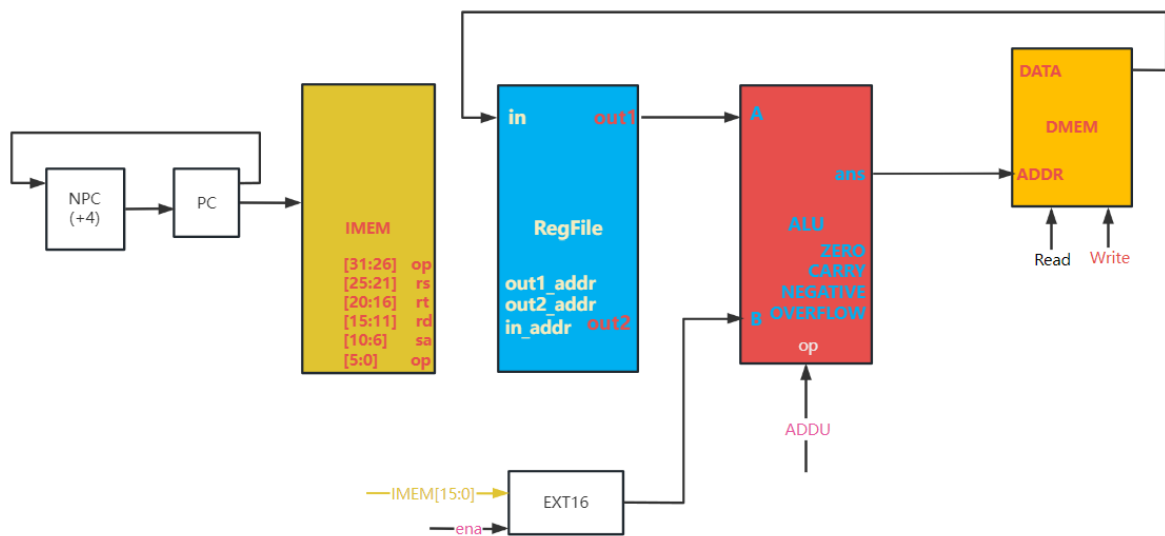 NPC
(+4)
PC
IMEM
[31:26] op
[25:21] rs
[20:16] rt
[15:11] rd
[10:6] sa
[5:0] op
in
out1
RegFile
out1_addr
out2_addr
in_addr
out2
A
ans
ALU
ZERO
CARRY
NEGATIVE
OVERFLOW
B
op
ADDU
DATA
DMEM
ADDR
Read
Write
IMEM[15:0]
ena
EXT16